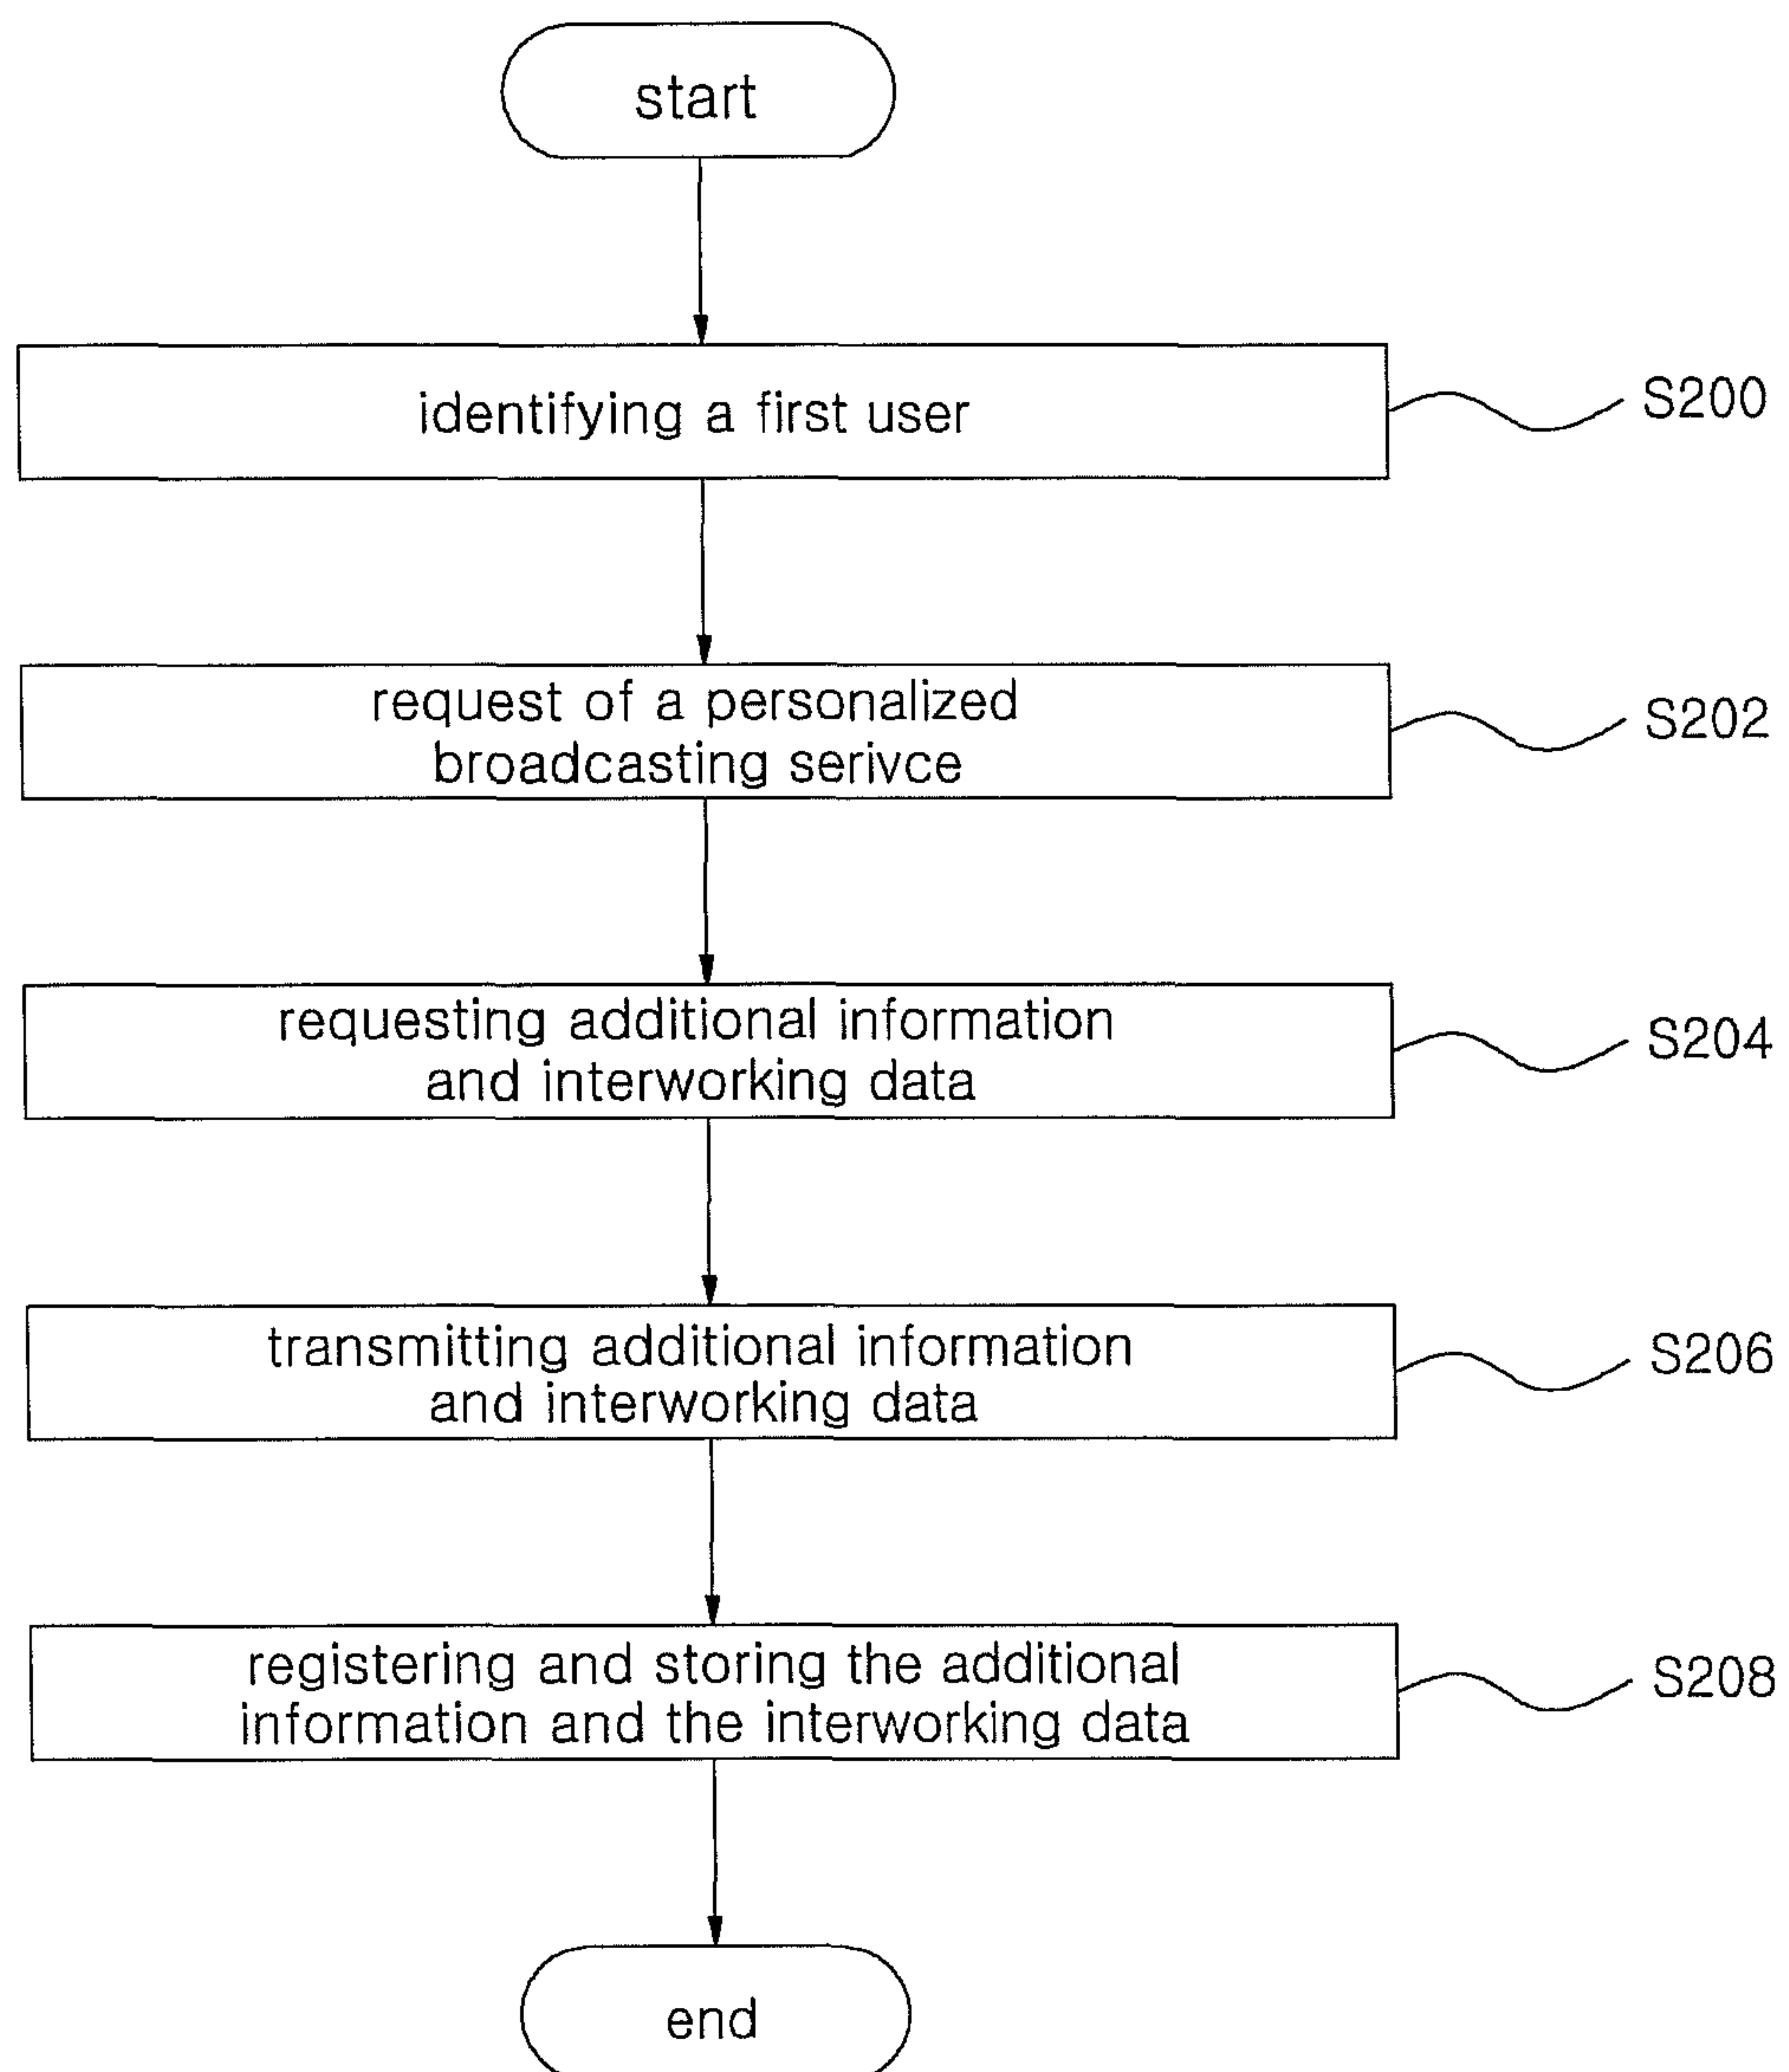 start
identifying a first user
S200
request of a personalized
broadcasting serivce
S202
requesting additional information
and interworking data
S204
transmitting additional information
and interworking data
S206
registering and storing the additional
information and the interworking data
S208
end